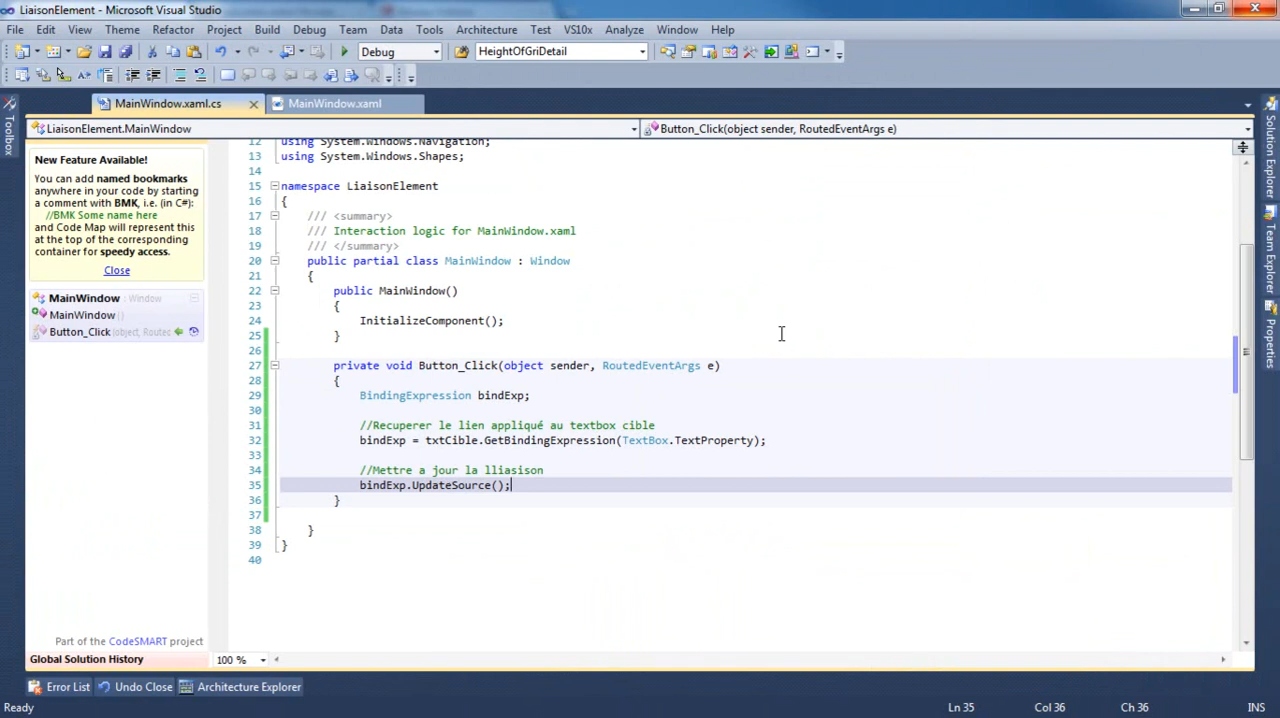 LiaisonElement - Microsoft Visual Studio
File Edit View Theme Refactor Project Build Debug Team Data Tools Architecture Test VS10x Analyze Window Help
Debug HeightOfGriDetail
MainWindow.xaml.cs MainWindow.xaml
LiaisonElement.MainWindow Button_Click(object sender, RoutedEventArgs e)
Toolbox
New Feature Available!
You can add named bookmarks
anywhere in your code by starting
a comment with BMK, i.e. (in C#):
//BMK Some name here
and Code Map will represent this
at the top of the corresponding
container for speedy access.
Close
MainWindow : Window
MainWindow ()
Button_Click (object, Routec
Part of the CodeSMART project
Global Solution History
12 using System.Windows.Navigation;
13 using System.Windows.Shapes;
14
15 namespace LiaisonElement
16 {
17 /// <summary>
18 /// Interaction logic for MainWindow.xaml
19 /// </summary>
20 public partial class MainWindow : Window
21 {
22 public MainWindow()
23 {
24 InitializeComponent();
25 }
26
27 private void Button_Click(object sender, RoutedEventArgs e)
28 {
29 BindingExpression bindExp;
30
31 //Recuperer le lien appliqué au textbox cible
32 bindExp = txtCible.GetBindingExpression(TextBox.TextProperty);
33
34 //Mettre a jour la lliasison
35 bindExp.UpdateSource();
36 }
37
38 }
39 }
40
100 %
Solution Explorer
Team Explorer
Properties
Error List Undo Close Architecture Explorer
Ready Ln 35 Col 36 Ch 36 INS